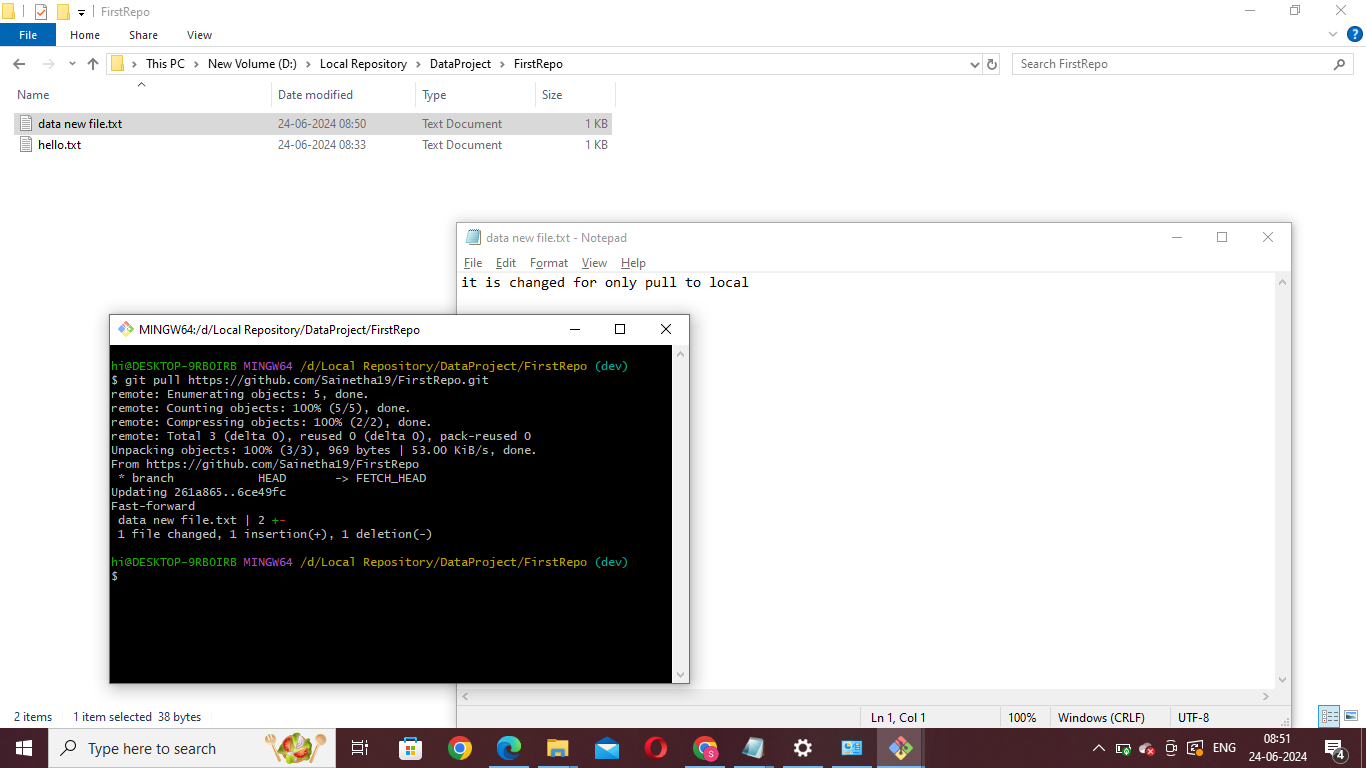 FirstRepo
File Home Share View
This PC New Volume (D:) Local Repository DataProject FirstRepo
Search FirstRepo
Name Date modified Type Size
data new file.txt 24-06-2024 08:50 Text Document 1 KB
hello.txt 24-06-2024 08:33 Text Document 1 KB
data new file.txt - Notepad
File Edit Format View Help
it is changed for only pull to local
MINGW64:/d/Local Repository/DataProject/FirstRepo
hi@DESKTOP-9RBOIRB MINGW64 /d/Local Repository/DataProject/FirstRepo (dev)
$ git pull https://github.com/Sainetha19/FirstRepo.git
remote: Enumerating objects: 5, done.
remote: Counting objects: 100% (5/5), done.
remote: Compressing objects: 100% (2/2), done.
remote: Total 3 (delta 0), reused 0 (delta 0), pack-reused 0
Unpacking objects: 100% (3/3), 969 bytes | 53.00 KiB/s, done.
From https://github.com/Sainetha19/FirstRepo
* branch HEAD -> FETCH_HEAD
Updating 261a865..6ce49fc
Fast-forward
data new file.txt | 2 +-
1 file changed, 1 insertion(+), 1 deletion(-)
hi@DESKTOP-9RBOIRB MINGW64 /d/Local Repository/DataProject/FirstRepo (dev)
$
Ln 1, Col 1 100% Windows (CRLF) UTF-8
2 items 1 item selected 38 bytes
Type here to search
S
ENG
08:51
24-06-2024
4